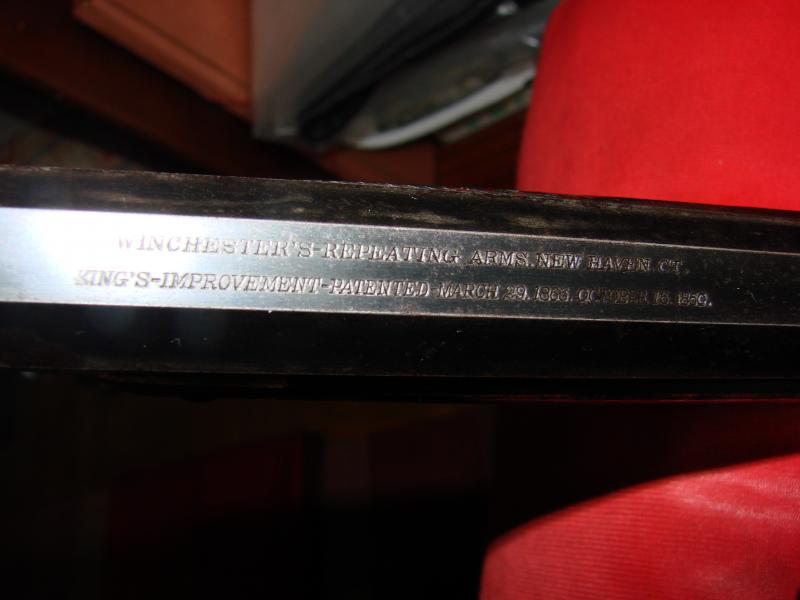 WINCHESTER'S-REPEATING ARMS. NEW HAVEN. CT.
KING'S-IMPROVEMENT-PATENTED-MARCH 29. 1866. OCTOBER 16. 1860.